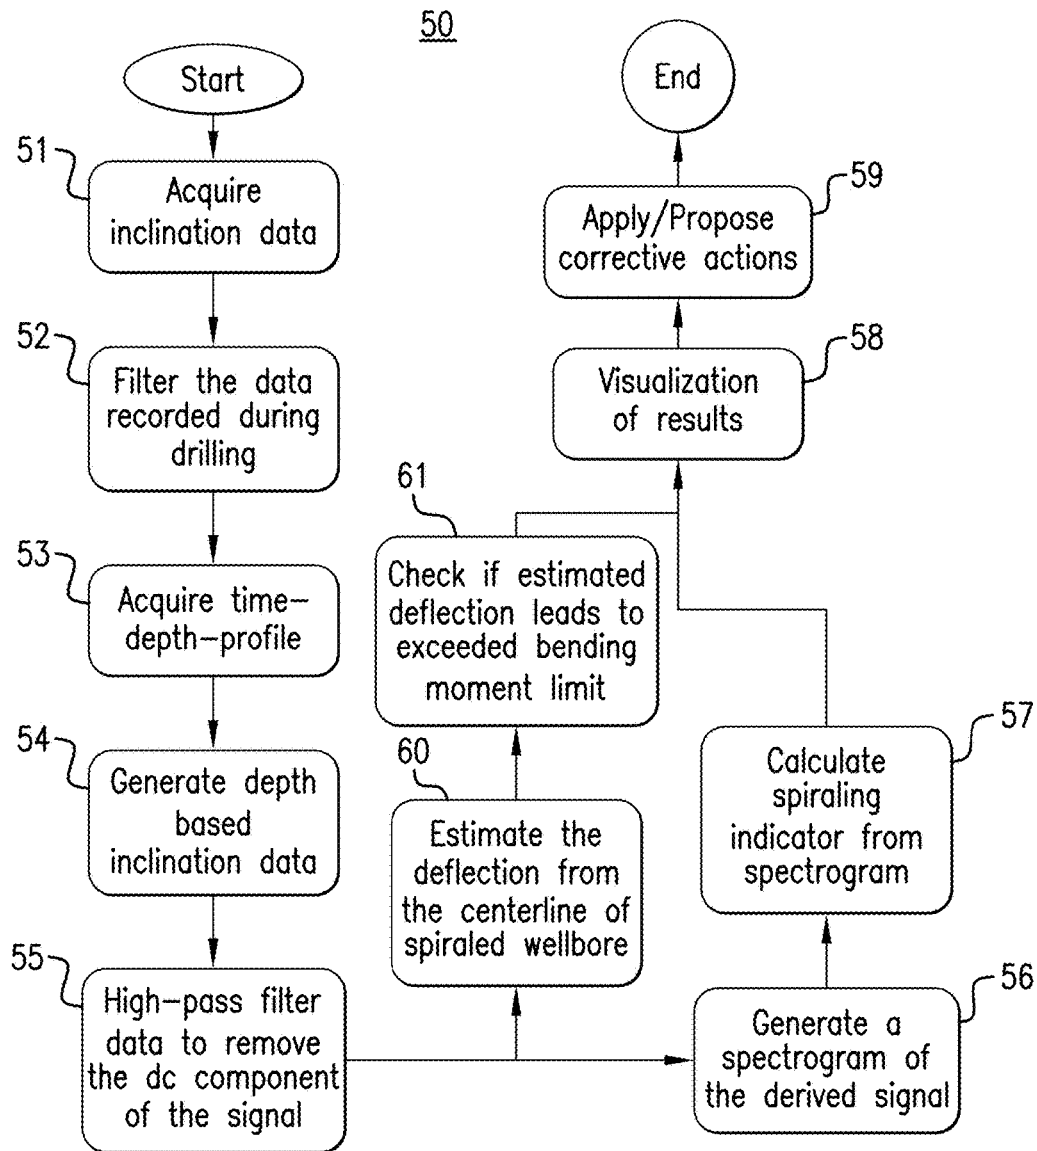 50
Start
51
Acquire
inclination data
52
Filter the data
recorded during
drilling
53
Acquire time–
depth–profile
54
Generate depth
based
inclination data
55
High–pass filter
data to remove
the dc component
of the signal
60
Estimate the
deflection from
the centerline of
spiraled wellbore
61
Check if estimated
deflection leads to
exceeded bending
moment limit
56
Generate a
spectrogram of
the derived signal
57
Calculate
spiraling
indicator from
spectrogram
58
Visualization
of results
59
Apply/Propose
corrective actions
End